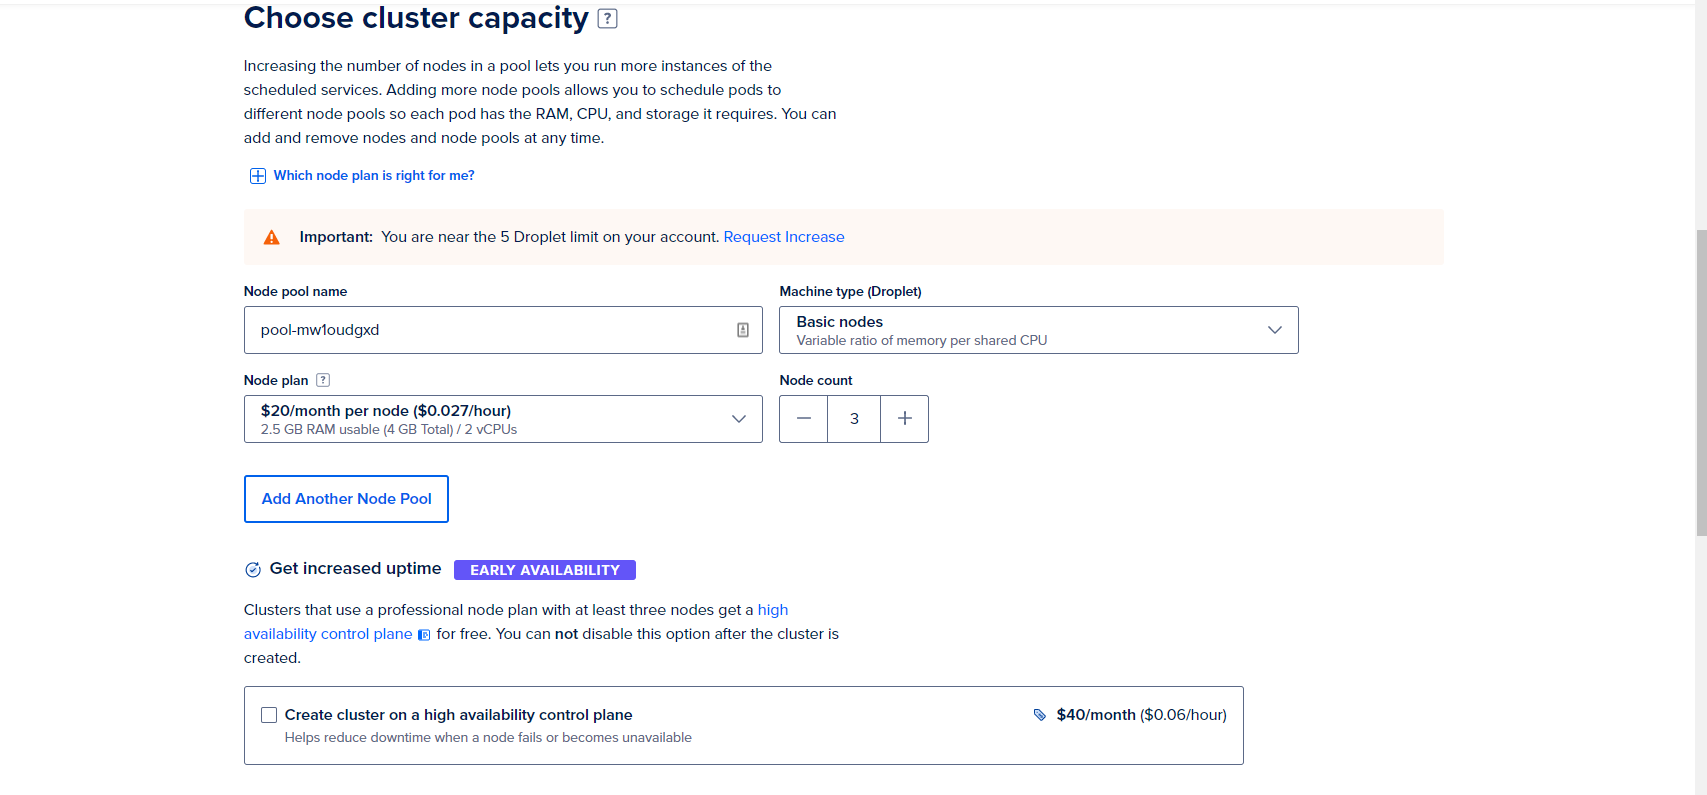 Choose cluster capacity ?
Increasing the number of nodes in a pool lets you run more instances of the
scheduled services. Adding more node pools allows you to schedule pods to
different node pools so each pod has the RAM, CPU, and storage it requires. You can
add and remove nodes and node pools at any time.
Which node plan is right for me?
Important: You are near the 5 Droplet limit on your account. Request Increase
Node pool name
pool-mw1oudgxd
Machine type (Droplet)
Basic nodes
Variable ratio of memory per shared CPU
Node plan ?
$20/month per node ($0.027/hour)
2.5 GB RAM usable (4 GB Total) / 2 vCPUs
Node count
− 3 +
Add Another Node Pool
Get increased uptime EARLY AVAILABILITY
Clusters that use a professional node plan with at least three nodes get a high
availability control plane for free. You can not disable this option after the cluster is
created.
Create cluster on a high availability control plane
Helps reduce downtime when a node fails or becomes unavailable
$40/month ($0.06/hour)